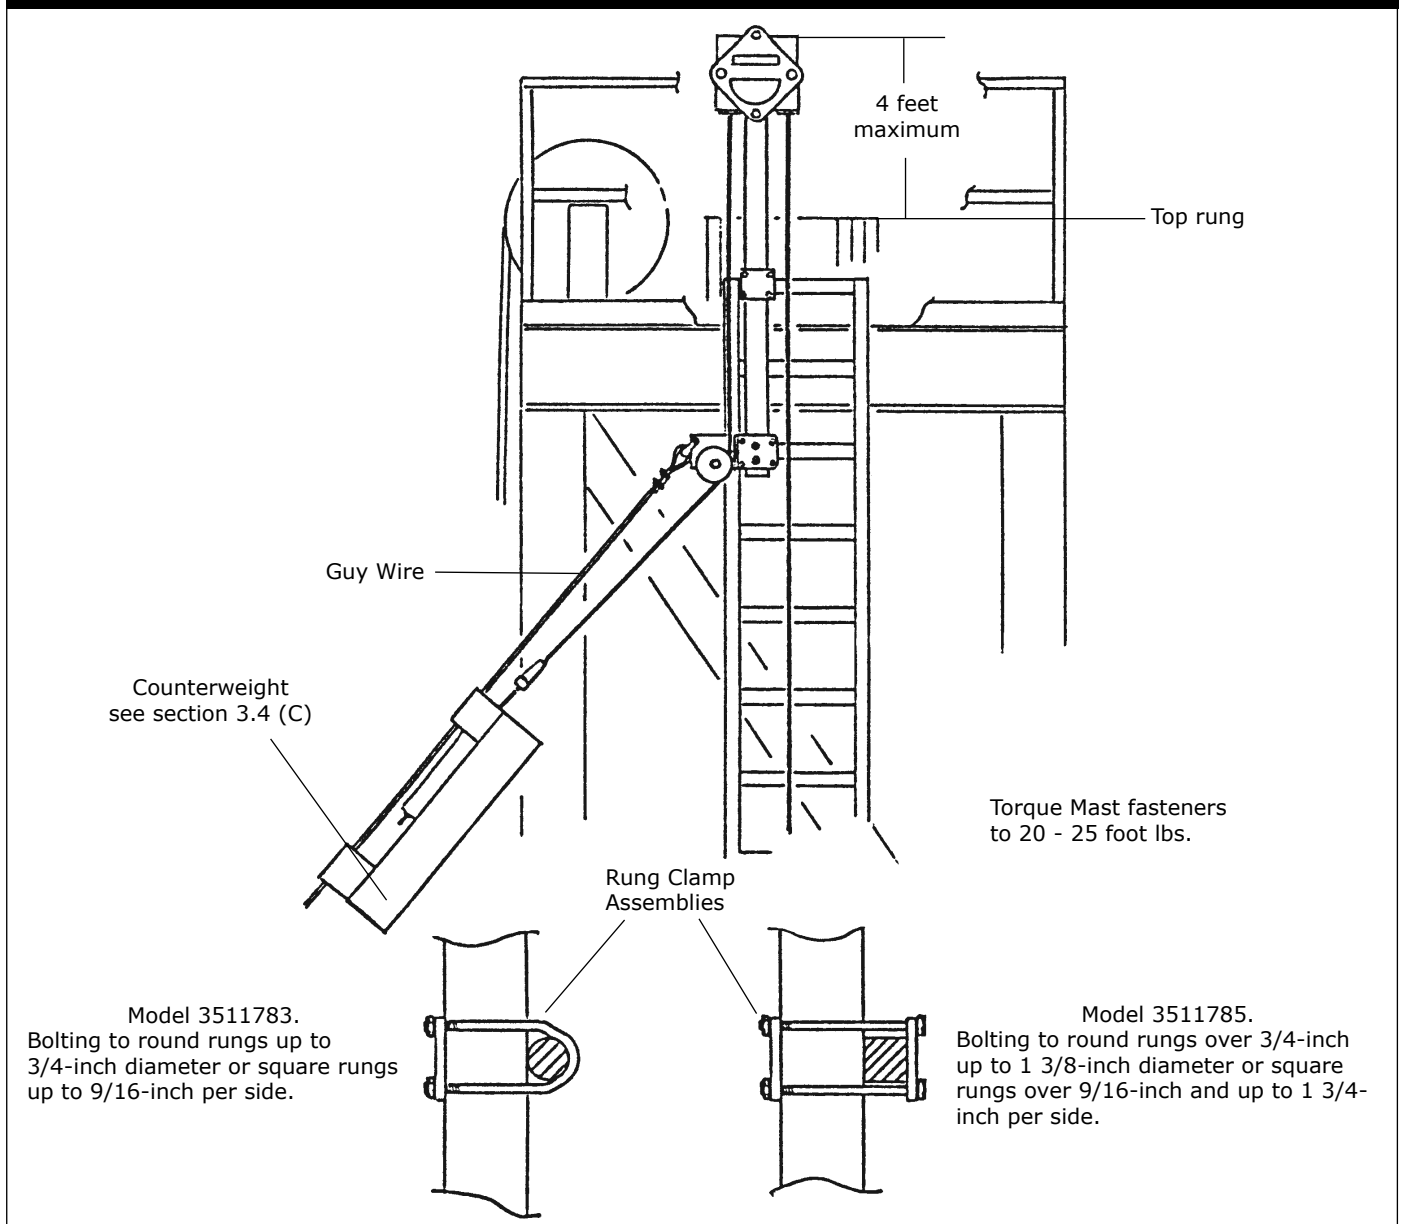 4 feet
maximum
Top rung
Guy Wire
Counterweight
see section 3.4 (C)
Torque Mast fasteners
to 20 - 25 foot lbs.
Rung Clamp
Assemblies
Model 3511783.
Bolting to round rungs up to
3/4-inch diameter or square rungs
up to 9/16-inch per side.
Model 3511785.
Bolting to round rungs over 3/4-inch
up to 1 3/8-inch diameter or square
rungs over 9/16-inch and up to 1 3/4-
inch per side.